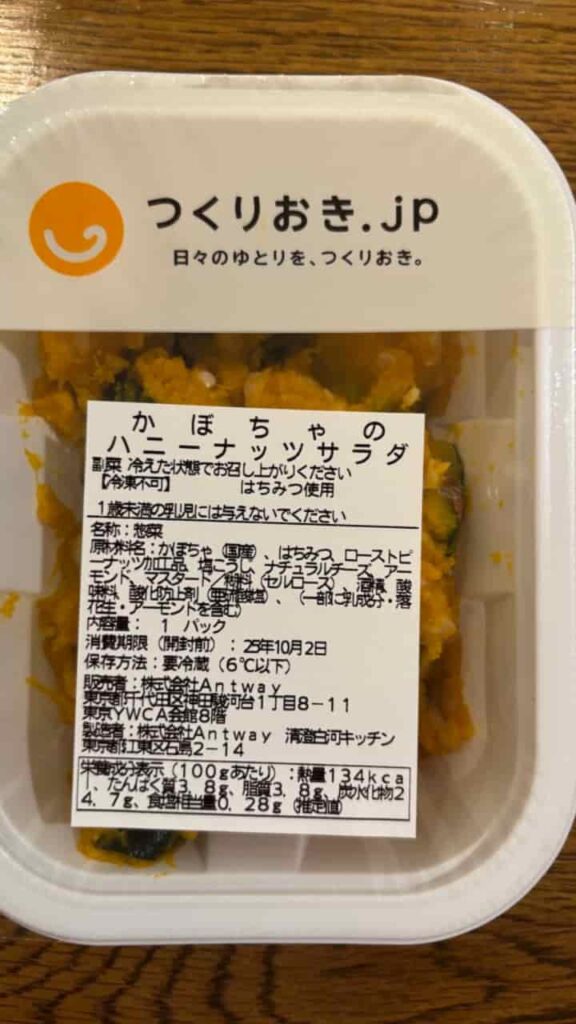 つくりおき.jp
日々のゆとりを、つくりおき。
かぼちゃの
ハニーナッツサラダ
副菜 冷えた状態でお召し上がりください
【冷凍不可】 はちみつ使用
1歳未満の乳児には与えないでください
名称:惣菜
原材料名:かぼちゃ(国産)、はちみつ、ローストピ
ーナッツ加工品、塩こうじ、ナチュラルチーズ、アー
モンド、マスタード/糊料(セルロース)、酒精、酸
味料、酸化防止剤(亜硫酸塩)、(一部に乳成分・落
花生・アーモンドを含む)
内容量: 1 パック
消費期限(開封前):25年10月2日
保存方法:要冷蔵(6℃以下)
販売者:株式会社Antway
東京都千代田区神田駿河台1丁目8-11
東京YWCA会館8階
製造者:株式会社Antway 清澄白河キッチン
東京都江東区石島2-14
栄養成分表示(100gあたり):熱量134kca
l、たんぱく質3.8g、脂質3.8g、炭水化物2
4.7g、食塩相当量0.28g(推定値)